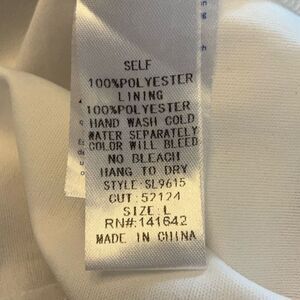 SELF
100%POLYESTER
LINING
100%POLYESTER
HAND WASH COLD
WATER SEPARATELY
COLOR WILL BLEED
NO BLEACH
HANG TO DRY
STYLE:SL9615
CUT:52124
SIZE:L
RN#:141642
MADE IN CHINA